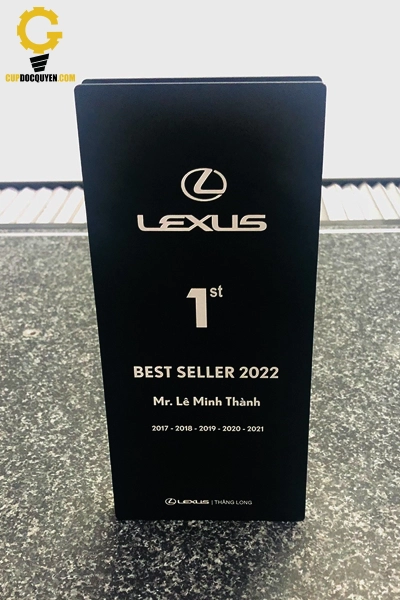 CUPDOCQUYEN.COM
LEXUS
1st
BEST SELLER 2022
Mr. Lê Minh Thành
2017 - 2018 - 2019 - 2020 - 2021
LEXUS | THĂNG LONG